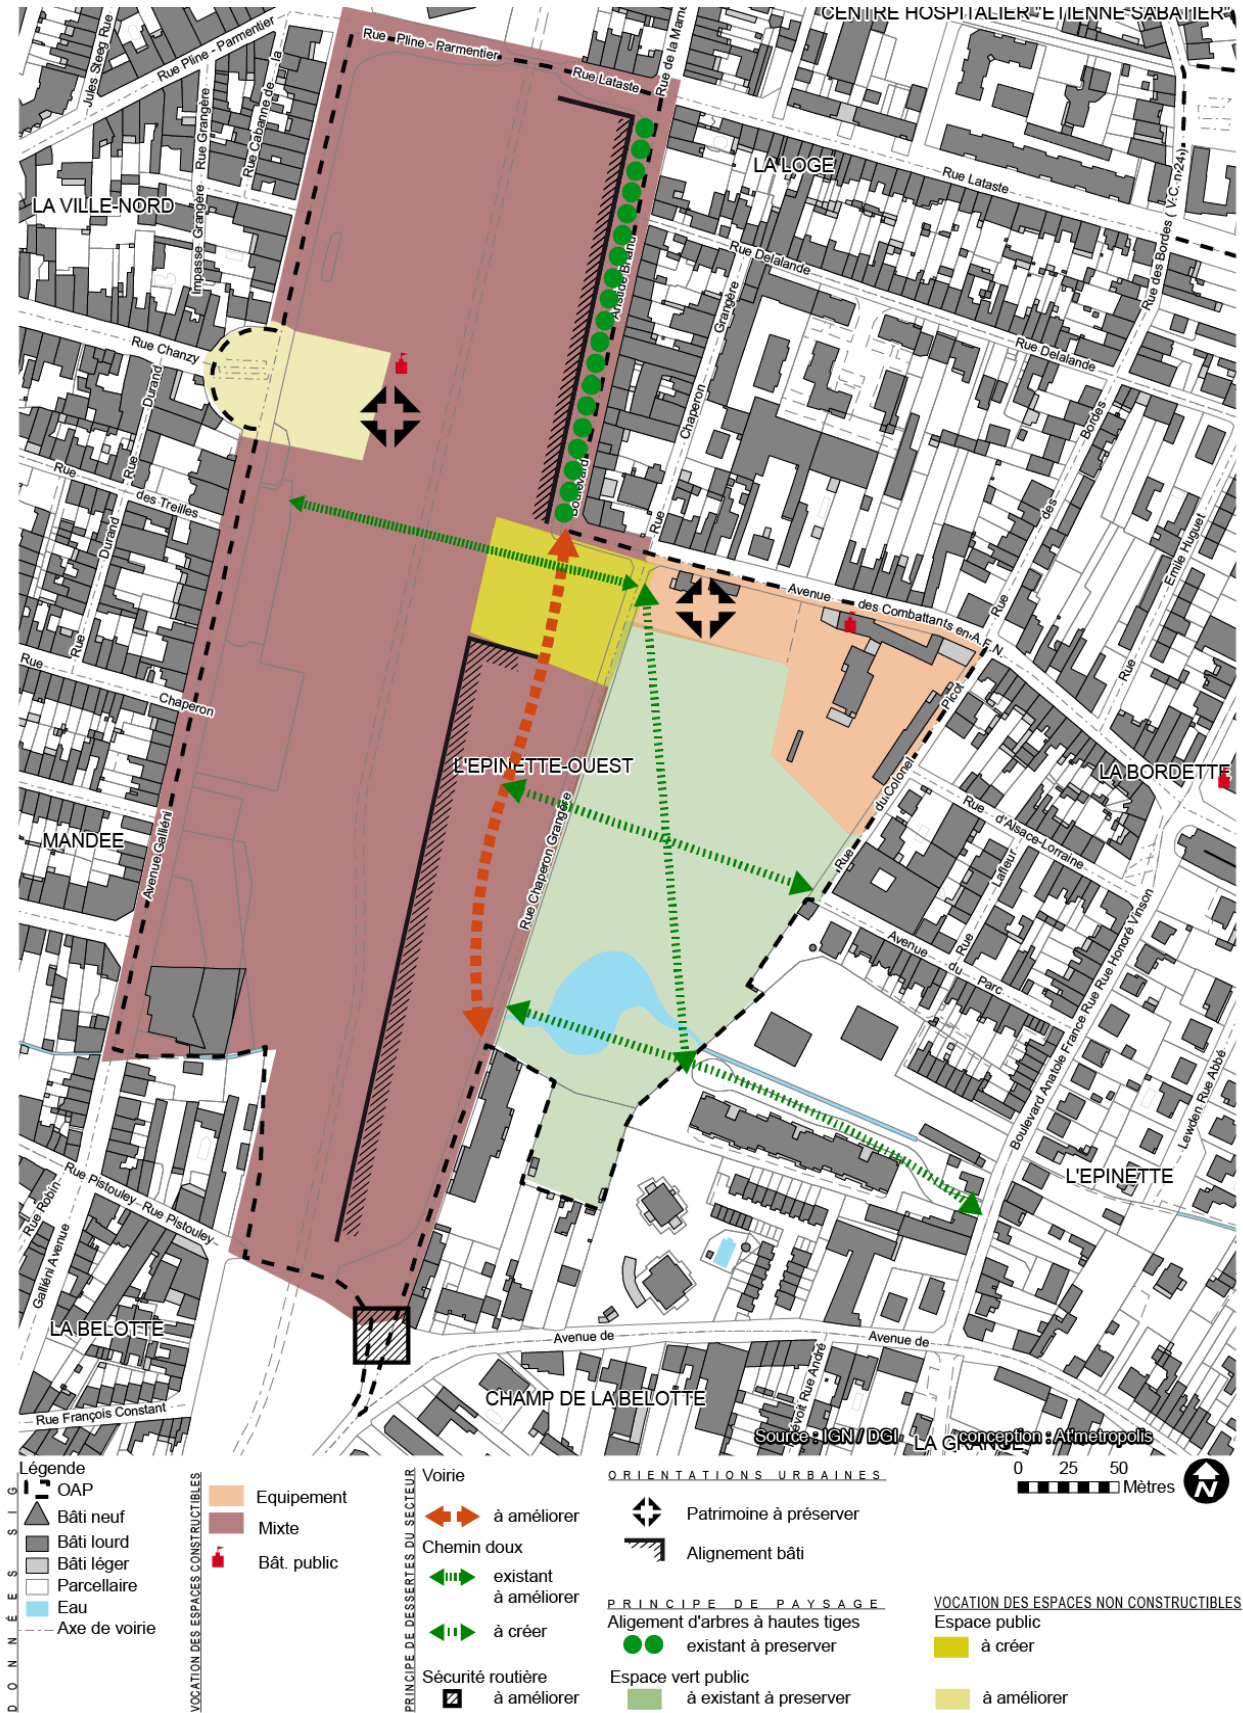 CENTRE HOSPITALIER "ETIENNE SABATIER"
Jules Steeg Rue
Rue Pline - Parmentier
Rue - Pline - Parmentier
Rue de la Marne
Rue Lataste
Rue Cabanne de la
Impasse Grangère - Rue Grangère
LA LOGE
Rue Lataste
LA VILLE-NORD
Rue des Bordes ( V.C. n 24 )
Rue Delalande
Boulevard Aristide Briand
Rue Chanzy
Rue Delalande
Rue Chaperon Grangère
Rue Durand
Rue des Bordes
Rue des Treilles
Rue Emile Huguet
Rue Durand
Avenue des Combattants en A.F.N
Rue Chaperon
Rue du Colonel Picot
L'EPINETTE-OUEST
LA BORDETTE
Rue d'Alsace-Lorraine
MANDEE
Avenue Galliéni
Rue Chaperon Grangère
Rue Lafleur
Avenue du Parc
Boulevard Anatole France Rue Rue Honoré Vinson
Lewden Rue Abbé
L'EPINETTE
Rue Pistouley Rue Pistouley
Rue Robin
Galliéni Avenue
LA BELOTTE
Avenue de
Avenue de
Rue André
CHAMP DE LA BELOTTE
Rue François Constant
Source : IGN / DGI
conception : At'metropolis
Légende
DONNÉES SIG
OAP
Bâti neuf
Bâti lourd
Bâti léger
Parcellaire
Eau
Axe de voirie
VOCATION DES ESPACES CONSTRUCTIBLES
Equipement
Mixte
Bât. public
PRINCIPE DE DESSERTES DU SECTEUR
Voirie
à améliorer
Chemin doux
existant
à améliorer
à créer
Sécurité routière
à améliorer
ORIENTATIONS URBAINES
Patrimoine à préserver
Alignement bâti
PRINCIPE DE PAYSAGE
Aligement d'arbres à hautes tiges
existant à preserver
Espace vert public
à existant à preserver
0 25 50
Mètres
N
VOCATION DES ESPACES NON CONSTRUCTIBLES
Espace public
à créer
à améliorer